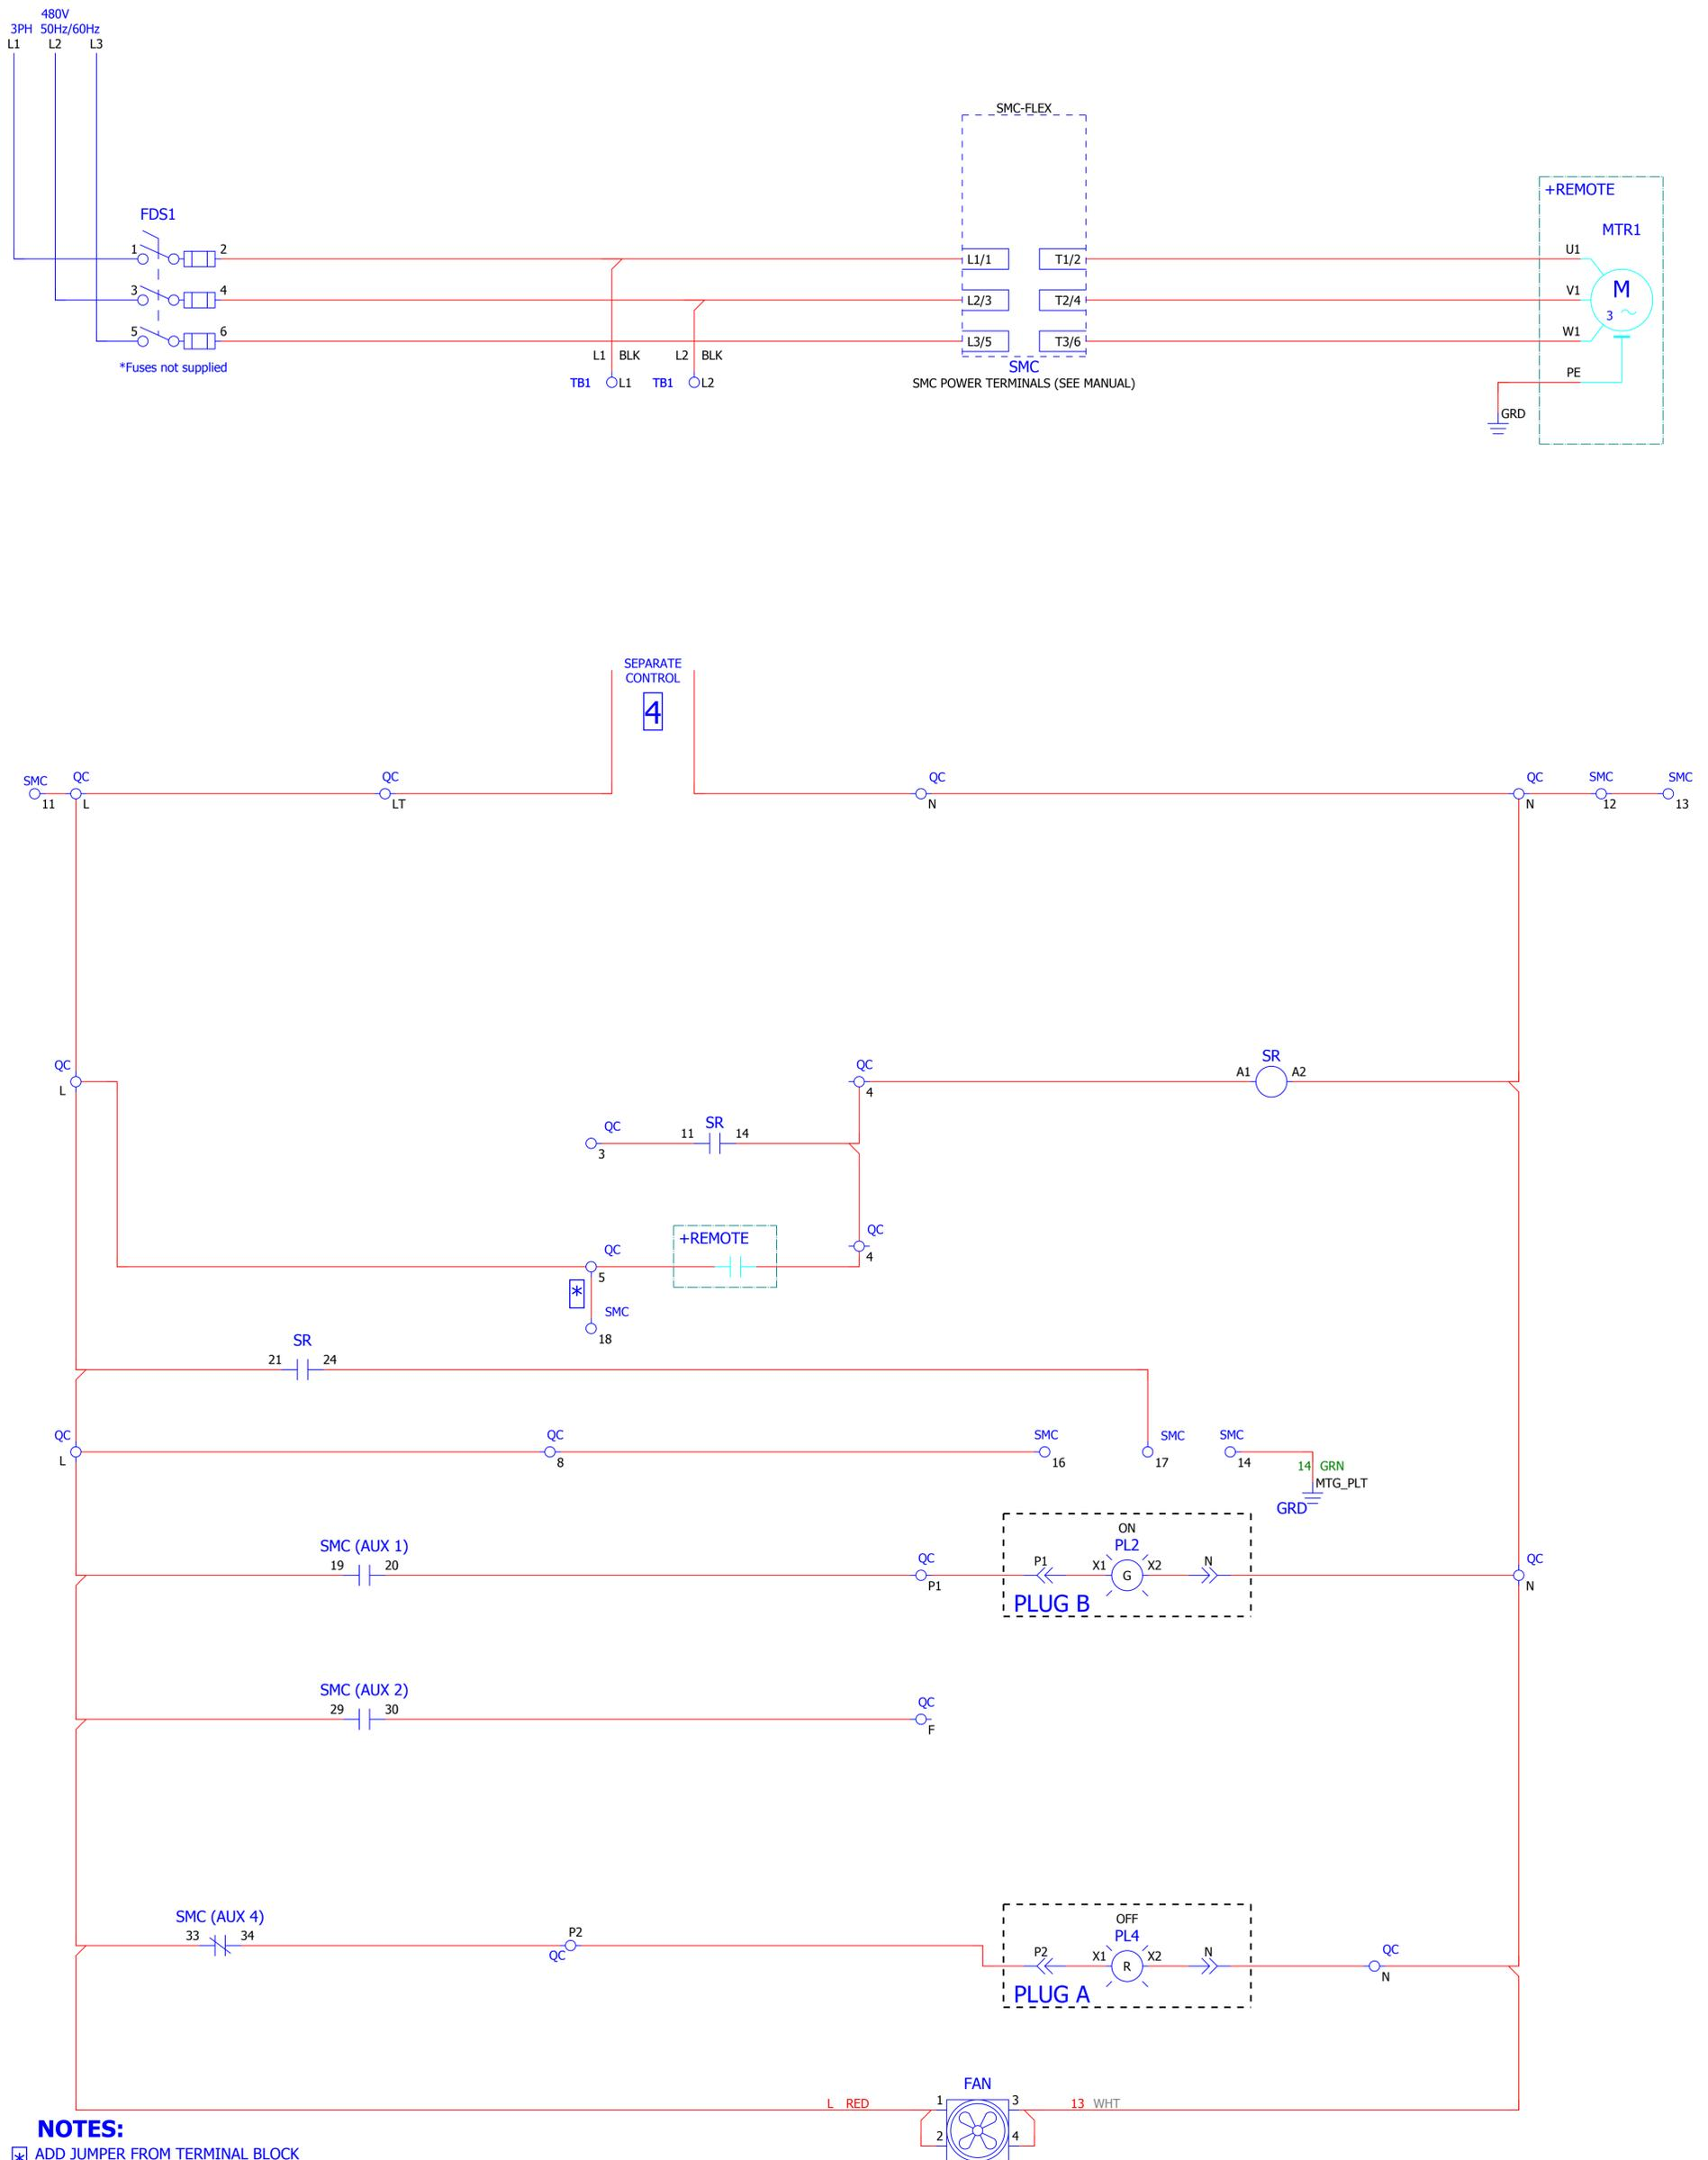 480V
3PH 50Hz/60Hz
L1 L2 L3
SMC-FLEX
+REMOTE
FDS1
MTR1
1 2 L1/1 T1/2 U1
3 4 L2/3 T2/4 V1 M
3
5 6 L3/5 T3/6 W1
*Fuses not supplied
L1 BLK L2 BLK
SMC
PE
TB1 L1 TB1 L2
SMC POWER TERMINALS (SEE MANUAL)
GRD
SEPARATE
CONTROL
4
SMC QC QC QC QC SMC SMC
11 L LT N N 12 13
QC QC SR
A1 A2
L 4
QC SR
11 14
3
QC
+REMOTE
QC
4
5
*
SMC
18
SR
21 24
QC QC SMC SMC SMC
L 8 16 17 14
14 GRN
MTG_PLT
GRD
ON
SMC (AUX 1) PL2
19 20 QC P1 X1 X2 N QC
G
P1 N
PLUG B
SMC (AUX 2)
29 30 QC
F
SMC (AUX 4) OFF
33 34 P2 PL4
QC
P2 X1 X2 N QC
R
N
PLUG A
FAN
L RED 1 3 13 WHT
2 4
NOTES:
* ADD JUMPER FROM TERMINAL BLOCK